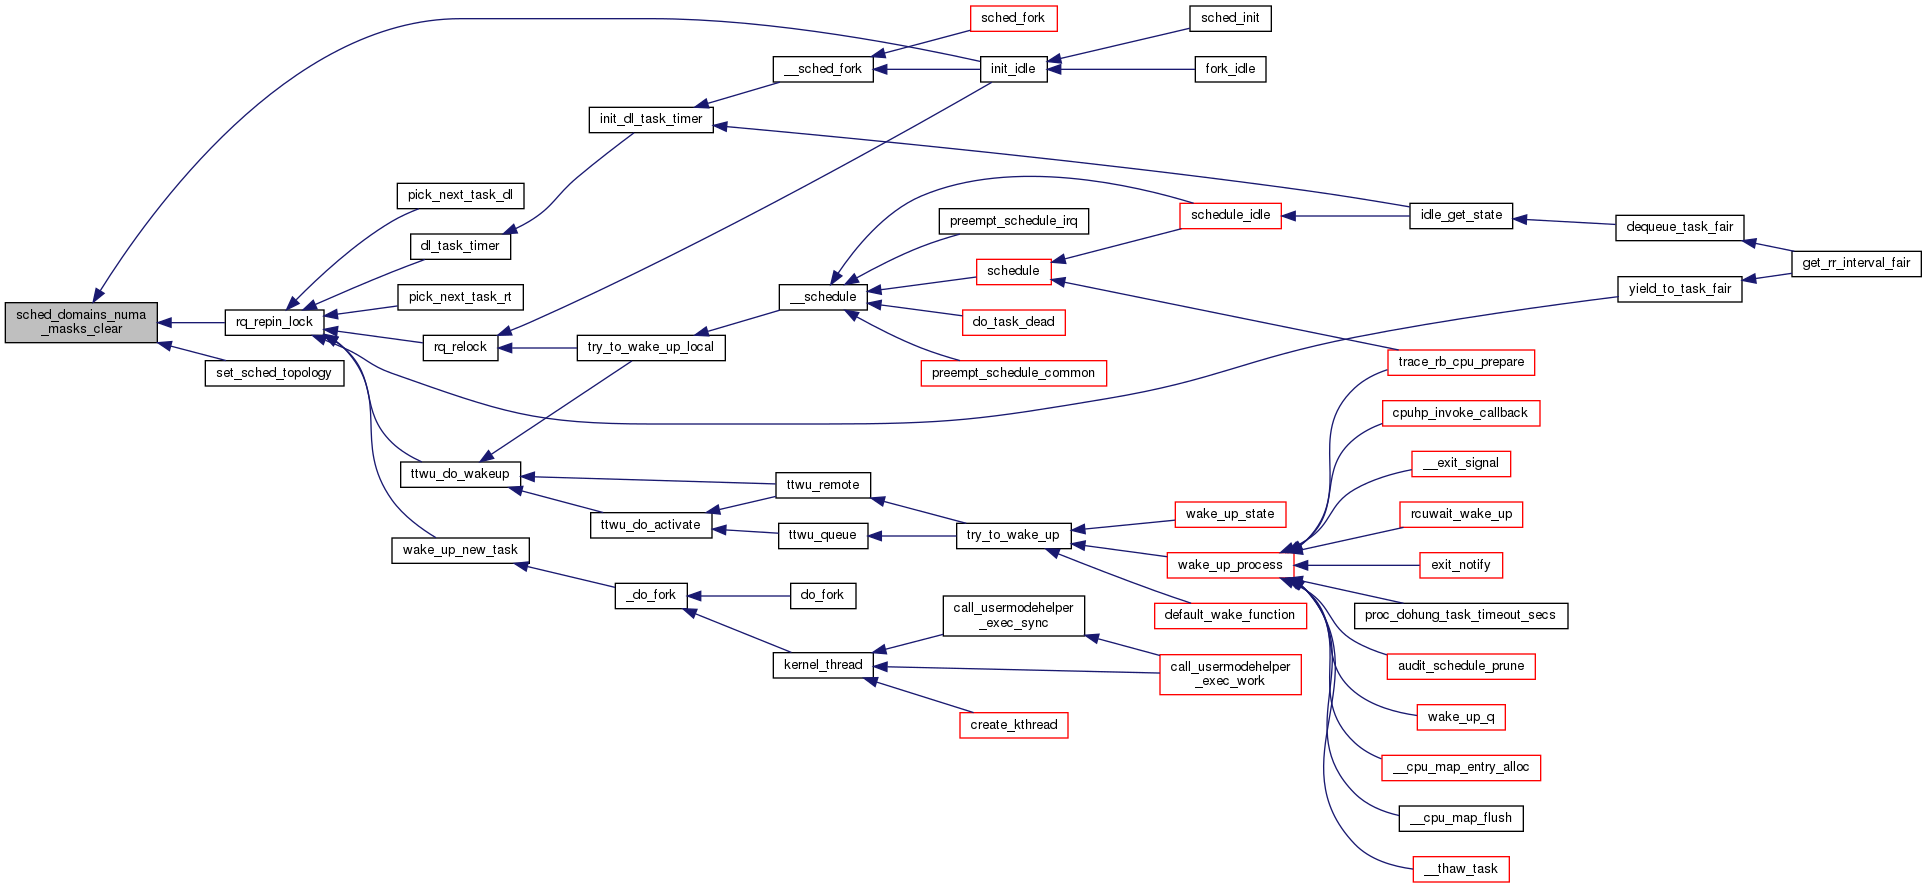 sched_fork
sched_init
__sched_fork
init_idle
fork_idle
init_dl_task_timer
pick_next_task_dl
dl_task_timer
preempt_schedule_irq
schedule_idle
idle_get_state
dequeue_task_fair
get_rr_interval_fair
schedule
yield_to_task_fair
pick_next_task_rt
__schedule
sched_domains_numa
_masks_clear
rq_repin_lock
do_task_dead
rq_relock
try_to_wake_up_local
set_sched_topology
preempt_schedule_common
trace_rb_cpu_prepare
cpuhp_invoke_callback
__exit_signal
ttwu_do_wakeup
ttwu_remote
wake_up_state
rcuwait_wake_up
ttwu_do_activate
ttwu_queue
try_to_wake_up
wake_up_new_task
wake_up_process
exit_notify
_do_fork
do_fork
default_wake_function
proc_dohung_task_timeout_secs
call_usermodehelper
_exec_sync
kernel_thread
call_usermodehelper
_exec_work
audit_schedule_prune
create_kthread
wake_up_q
__cpu_map_entry_alloc
__cpu_map_flush
__thaw_task